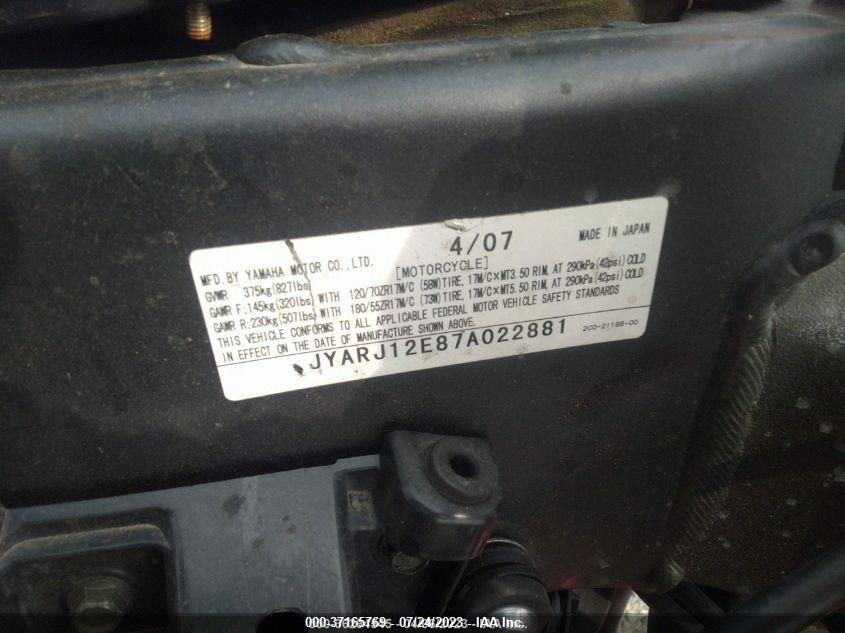 4/07 MADE IN JAPAN
MFD. BY YAMAHA MOTOR CO., LTD. [MOTORCYCLE]
GVWR 375kg(827lbs)
GAWR F:145kg(320lbs) WITH 120/70ZR17M/C (58W)TIRE, 17M/C×MT3.50 RIM, AT 290kPa(42psi)COLD
GAWR R:230kg(507lbs) WITH 180/55ZR17M/C (73W)TIRE, 17M/C×MT5.50 RIM, AT 290kPa(42psi)COLD
THIS VEHICLE CONFORMS TO ALL APPLICABLE FEDERAL MOTOR VEHICLE SAFETY STANDARDS
IN EFFECT ON THE DATE OF MANUFACTURE SHOWN ABOVE.
JYARJ12E87A022881 2C0-21188-00
000-37165769 - 07/24/2023 - IAA Inc.